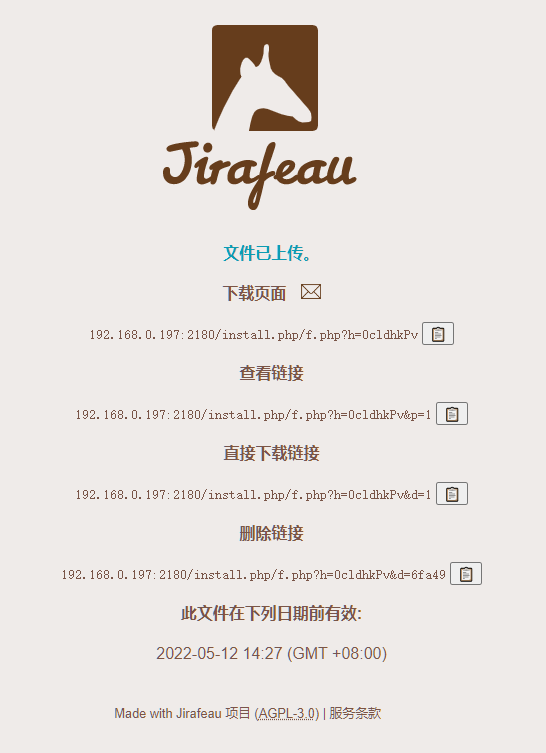 Jirafeau
文件已上传。
下载页面
192.168.0.197:2180/install.php/f.php?h=0cldhkPv
查看链接
192.168.0.197:2180/install.php/f.php?h=0cldhkPv&p=1
直接下载链接
192.168.0.197:2180/install.php/f.php?h=0cldhkPv&d=1
删除链接
192.168.0.197:2180/install.php/f.php?h=0cldhkPv&d=6fa49
此文件在下列日期前有效:
2022-05-12 14:27 (GMT +08:00)
Made with Jirafeau 项目 (AGPL-3.0) | 服务条款